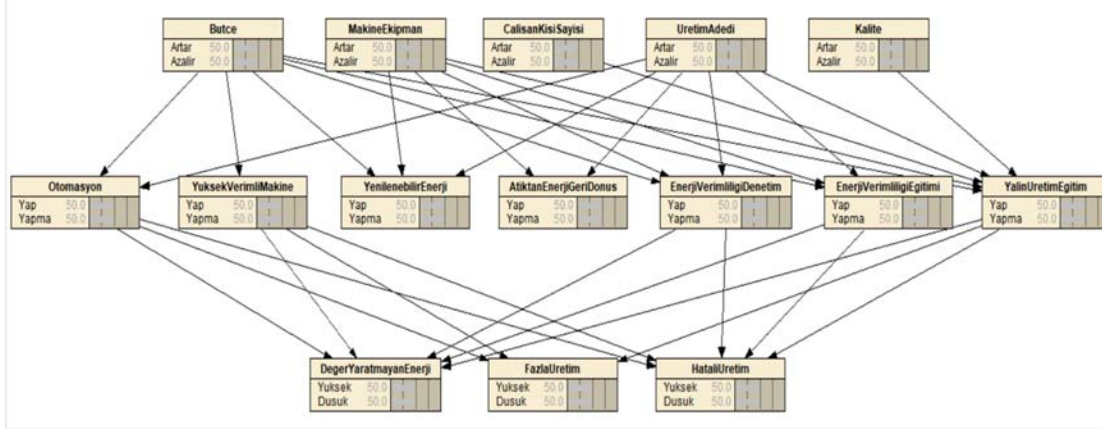 Butce
Artar 50.0
Azalir 50.0
MakineEkipman
Artar 50.0
Azalir 50.0
CalisanKisiSayisi
Artar 50.0
Azalir 50.0
UretimAdedi
Artar 50.0
Azalir 50.0
Kalite
Artar 50.0
Azalir 50.0
Otomasyon
Yap 50.0
Yapma 50.0
YuksekVerimliMakine
Yap 50.0
Yapma 50.0
YenilenebilirEnerji
Yap 50.0
Yapma 50.0
AtiktanEnerjiGeriDonus
Yap 50.0
Yapma 50.0
EnerjiVerimliligiDenetim
Yap 50.0
Yapma 50.0
EnerjiVerimliligiEgitimi
Yap 50.0
Yapma 50.0
YalinUretimEgitim
Yap 50.0
Yapma 50.0
DegerYaratmayanEnerji
Yuksek 50.0
Dusuk 50.0
FazlaUretim
Yuksek 50.0
Dusuk 50.0
HataliUretim
Yuksek 50.0
Dusuk 50.0